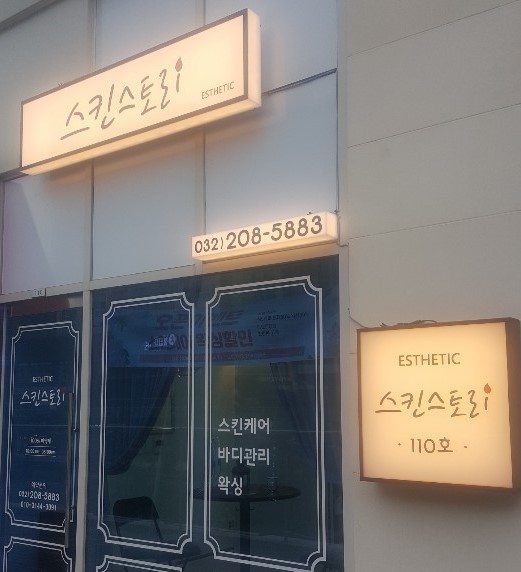 스킨스토리
ESTHETIC
032) 208-5883
ESTHETIC
스킨스토리
· 110호 ·
스킨케어
바디관리
왁싱
ESTHETIC
스킨스토리
032) 208-5883